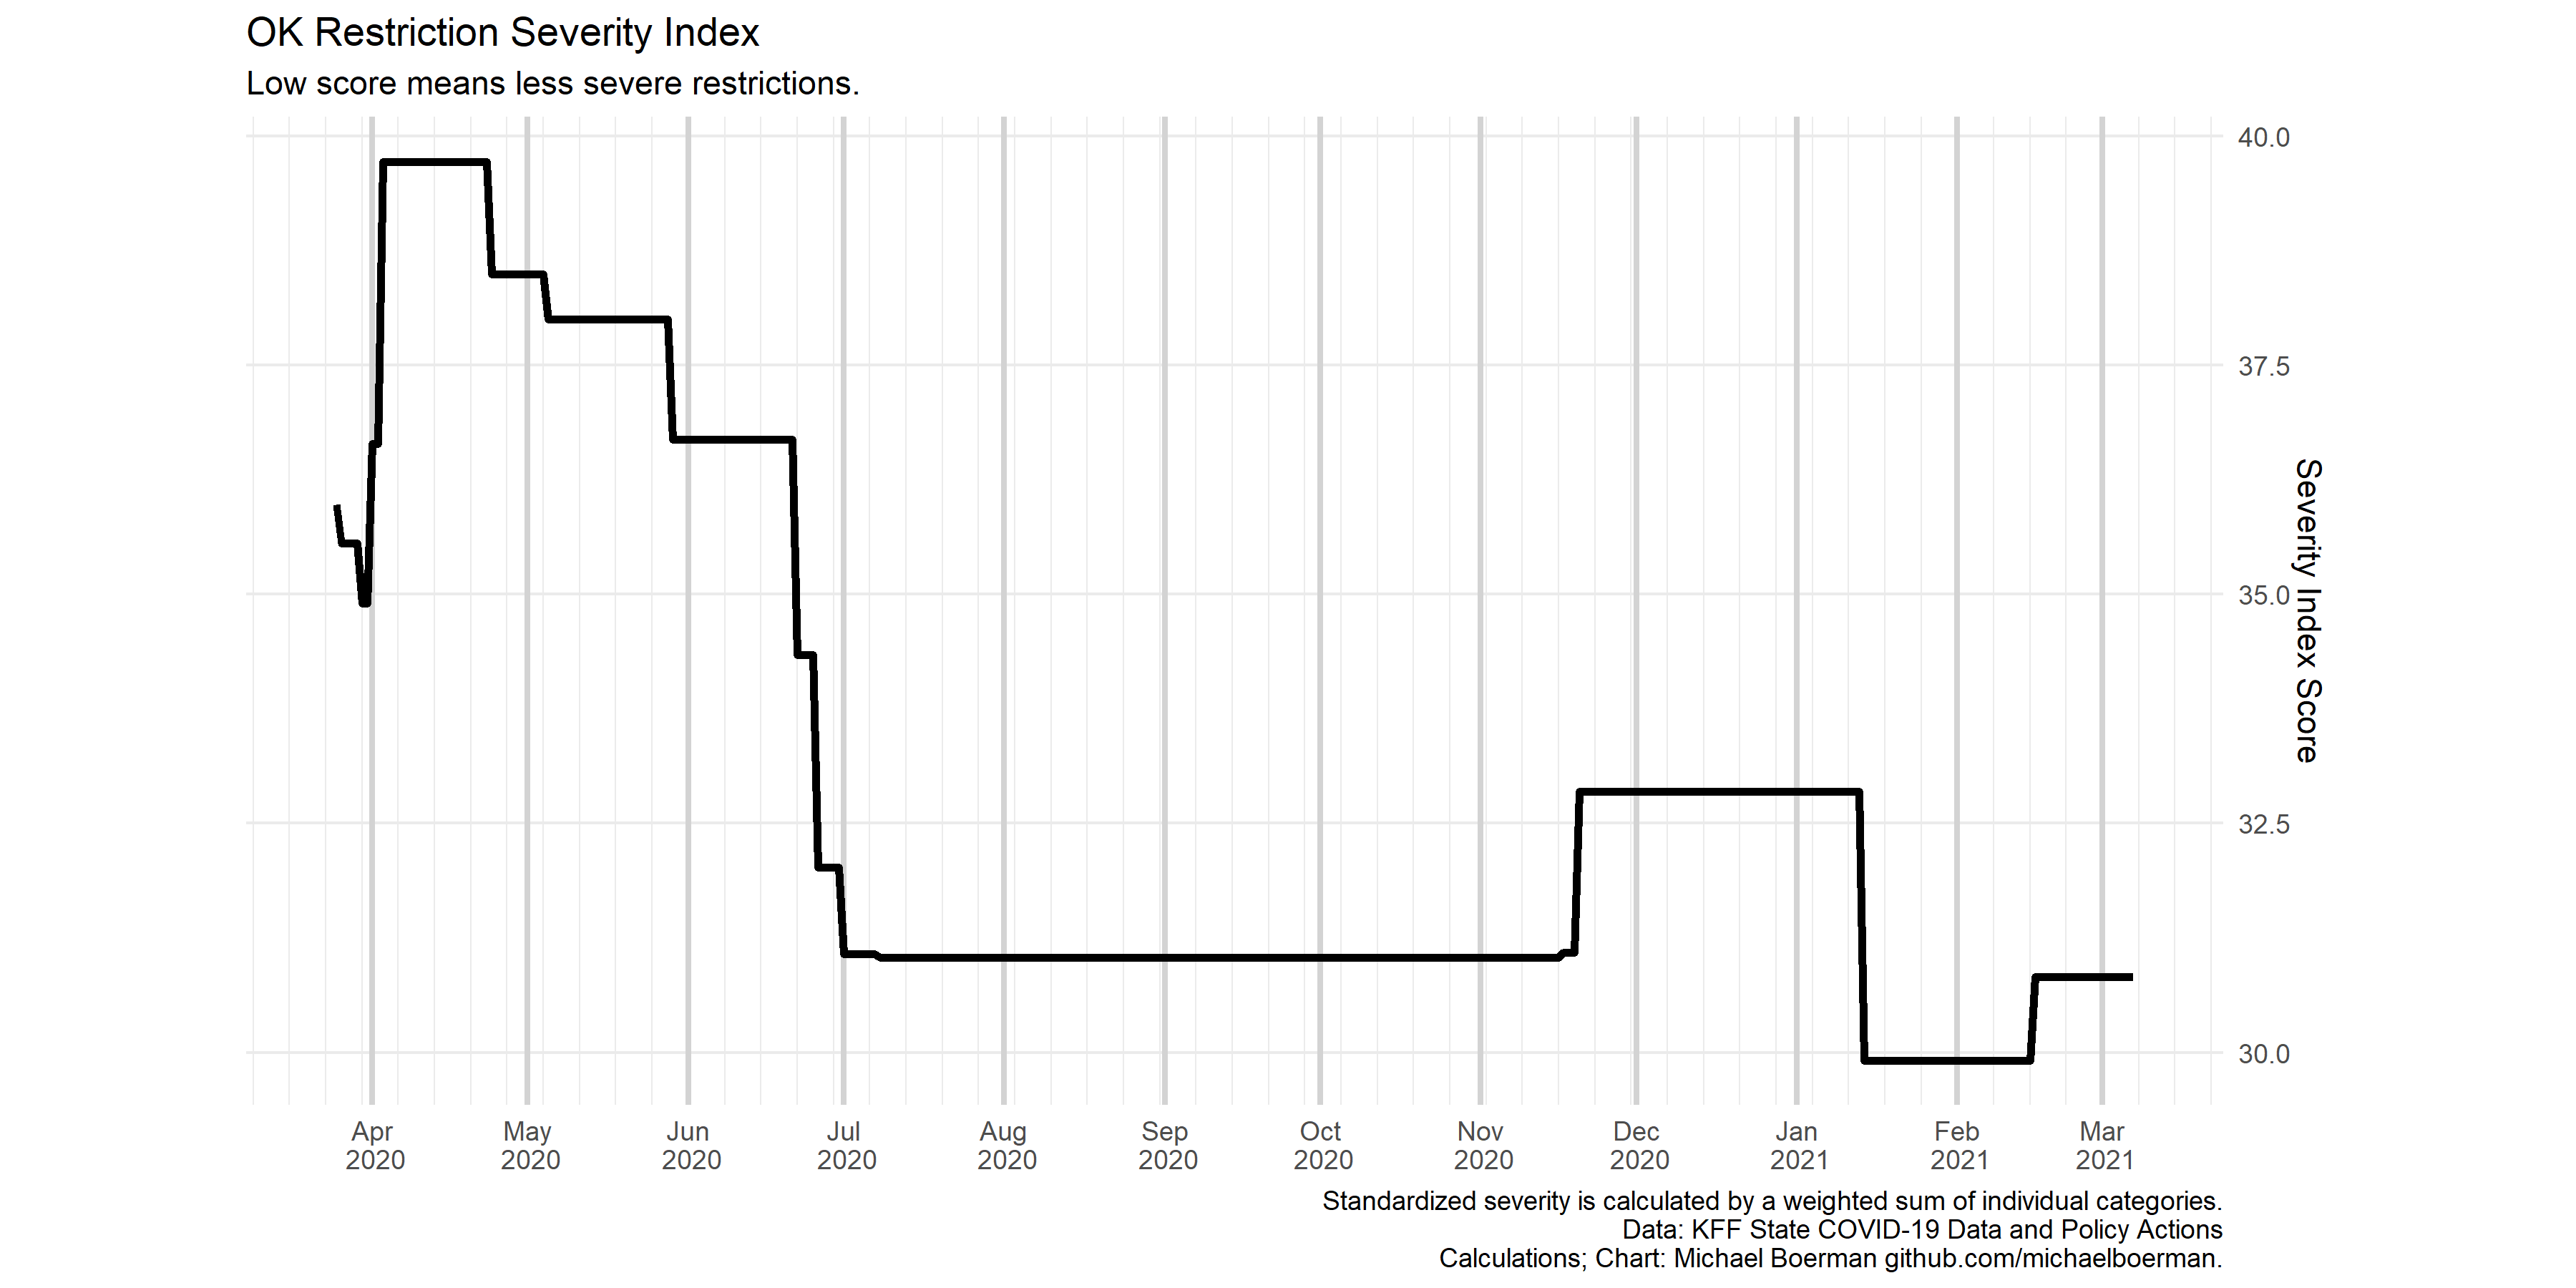 OK Restriction Severity Index
Low score means less severe restrictions.
40.0
37.5
35.0
32.5
30.0
Severity Index Score
Apr May Jun Jul Aug Sep Oct Nov Dec Jan Feb Mar
2020 2020 2020 2020 2020 2020 2020 2020 2020 2021 2021 2021
Standardized severity is calculated by a weighted sum of individual categories.
Data: KFF State COVID-19 Data and Policy Actions
Calculations; Chart: Michael Boerman github.com/michaelboerman.